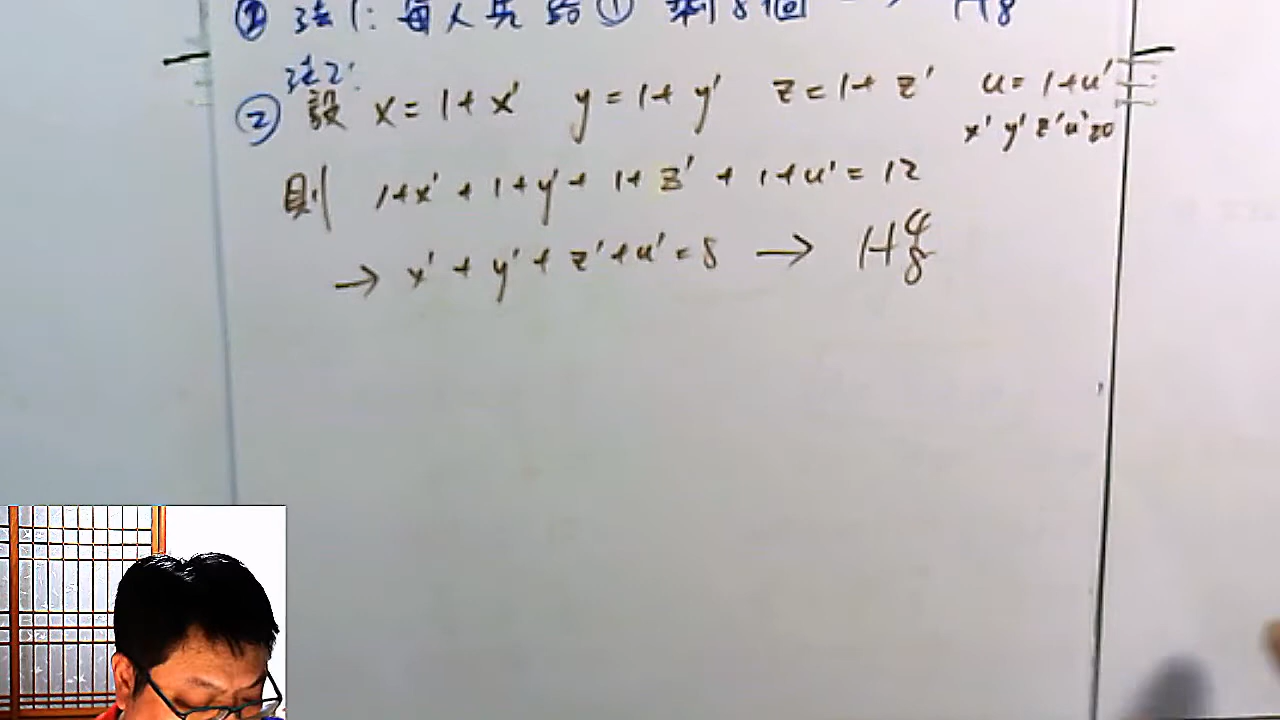 ② 法1: 每人先給① 剩8個 → H8
法2:
② 設 x=1+x' y=1+y' z=1+z' u=1+u'
x' y' z' u'≥0
則 1+x'+1+y'+1+z'+1+u'=12
→ x'+y'+z'+u'=8 → H⁴₈